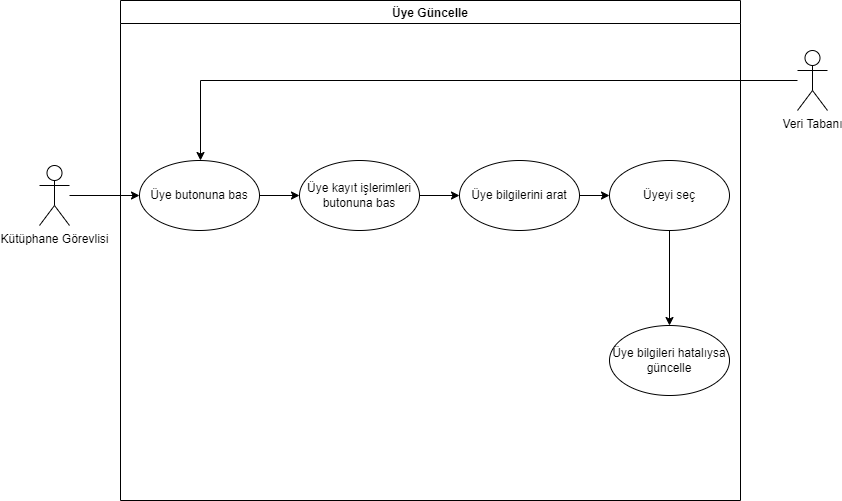 Üye Güncelle
Veri Tabanı
Kütüphane Görevlisi
Üye butonuna bas
Üye kayıt işlerimleri
butonuna bas
Üye bilgilerini arat
Üyeyi seç
Üye bilgileri hatalıysa
güncelle